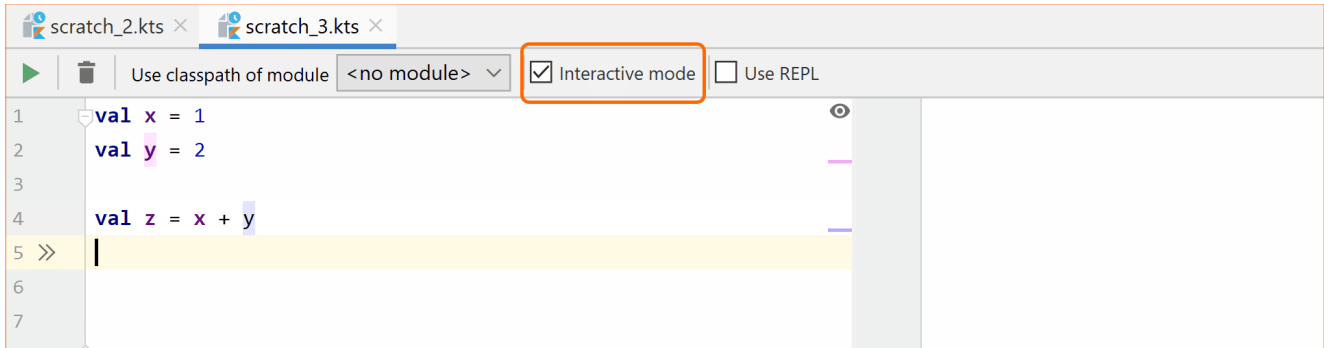 scratch_2.kts scratch_3.kts
Use classpath of module <no module> Interactive mode Use REPL
1 val x = 1
2 val y = 2
3
4 val z = x + y
5
6
7